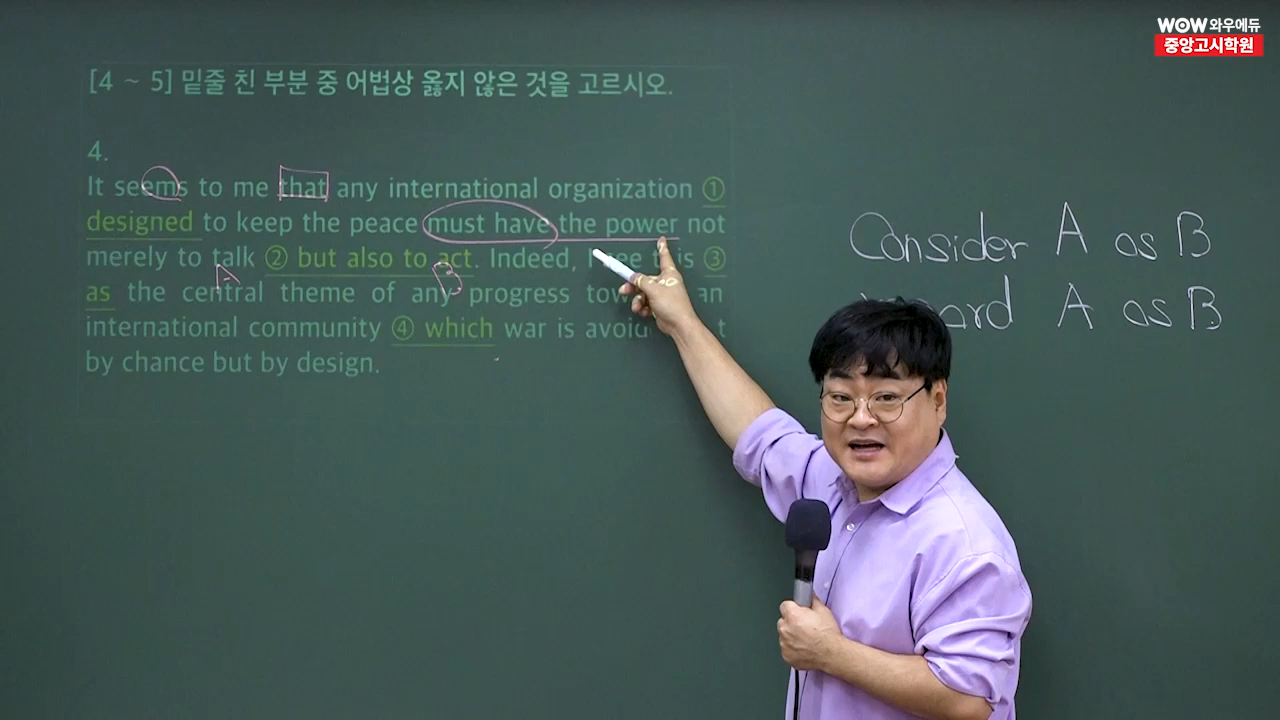 WOW와우에듀
중앙고시학원
[4 ~ 5] 밑줄 친 부분 중 어법상 옳지 않은 것을 고르시오.
4.
It seems to me that any international organization ①
designed to keep the peace must have the power not
merely to talk ② but also to act. Indeed, I see this ③
A B
as the central theme of any progress an
international community ④ which war is
by chance but by design.
Consider A as B
A as B